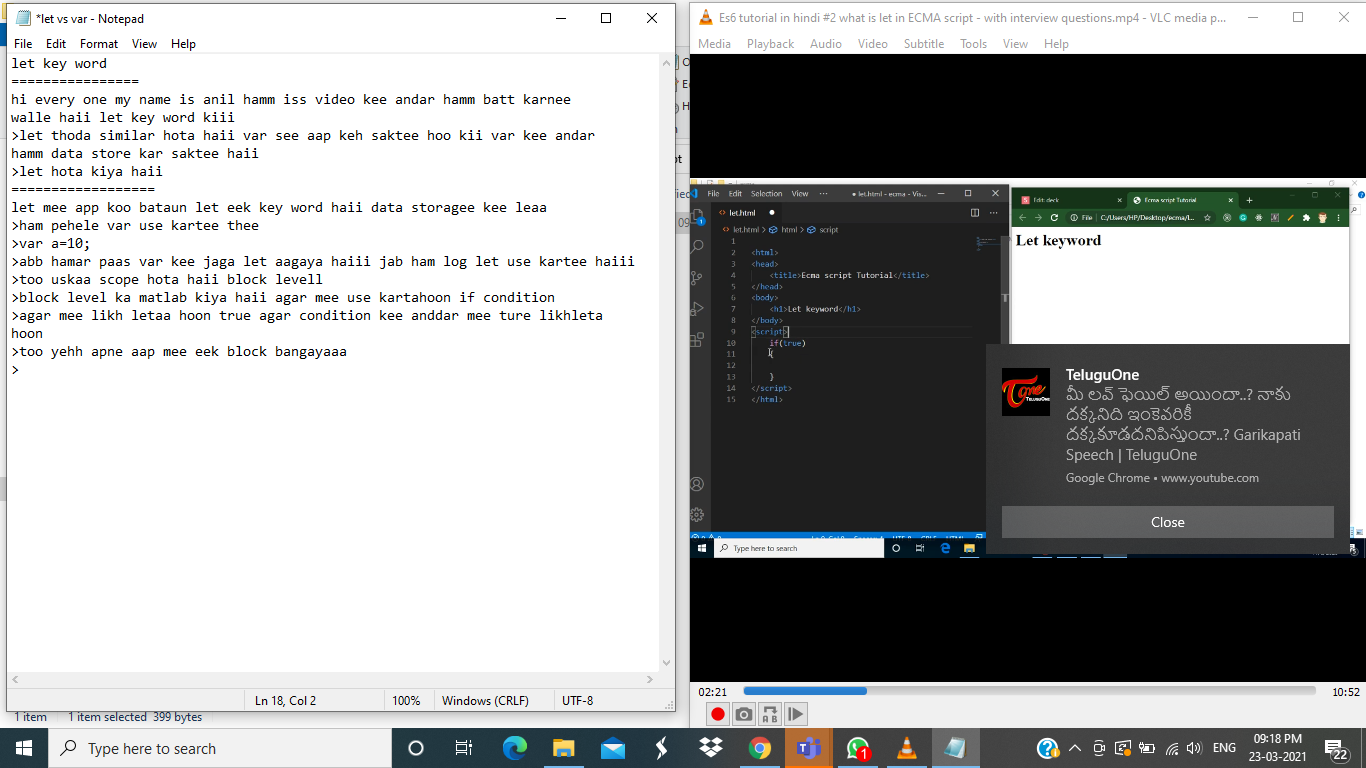 *let vs var - Notepad
File Edit Format View Help
let key word
================
hi every one my name is anil hamm iss video kee andar hamm batt karnee
walle haii let key word kiii
>let thoda similar hota haii var see aap keh saktee hoo kii var kee andar
hamm data store kar saktee haii
>let hota kiya haii
==================
let mee app koo bataun let eek key word haii data storagee kee leaa
>ham pehele var use kartee thee
>var a=10;
>abb hamar paas var kee jaga let aagaya haiii jab ham log let use kartee haiii
>too uskaa scope hota haii block levell
>block level ka matlab kiya haii agar mee use kartahoon if condition
>agar mee likh letaa hoon true agar condition kee anddar mee ture likhleta
hoon
>too yehh apne aap mee eek block bangayaaa
>
Ln 18, Col 2 100% Windows (CRLF) UTF-8
1 item 1 item selected 399 bytes
Es6 tutorial in hindi #2 what is let in ECMA script - with interview questions.mp4 - VLC media p...
Media Playback Audio Video Subtitle Tools View Help
File Edit Selection View ··· ● let.html - ecma - Vis...
let.html ●
let.html > html > script
1
2 <html>
3 <head>
4 <title>Ecma script Tutorial</title>
5 </head>
6 <body>
7 <h1>Let keyword</h1>
8 </body>
9 <script>
10 if(true)
11 {
12
13 }
14 </script>
15 </html>
Edit deck
Ecma script Tutorial
File C:/Users/HP/Desktop/ecma/l...
Let keyword
Type here to search
TeluguOne
TeluguOne
మీ లవ్ ఫెయిల్ అయిందా..? నాకు
దక్కనిది ఇంకెవరికీ
దక్కకూడదనిపిస్తుందా..? Garikapati
Speech | TeluguOne
Google Chrome • www.youtube.com
Close
02:21 10:52
Type here to search
1
ENG
09:18 PM
23-03-2021
22